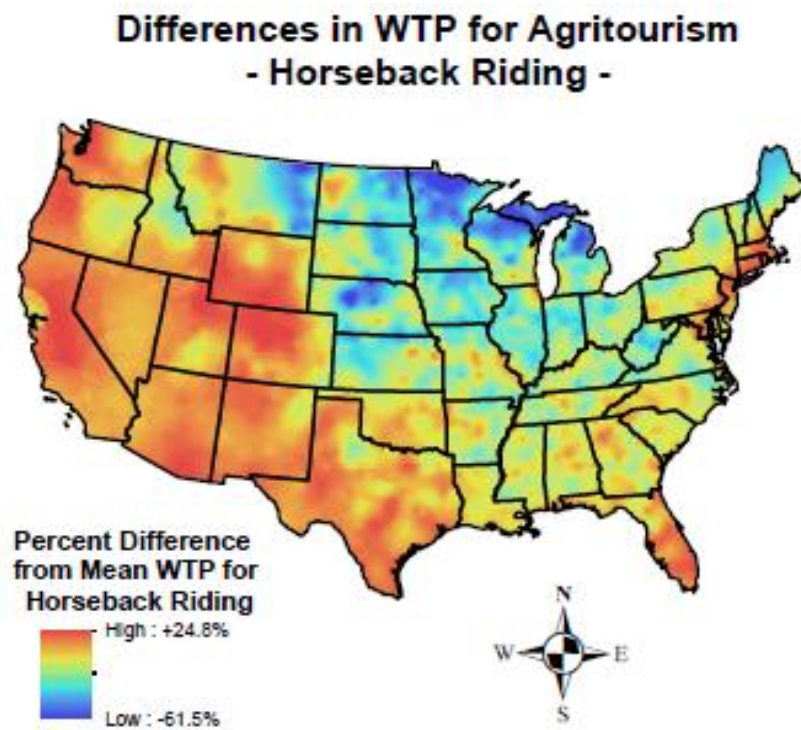 Differences in WTP for Agritourism
- Horseback Riding -
Percent Difference
from Mean WTP for
Horseback Riding
High : +24.8%
Low : -61.5%
N
W
E
S